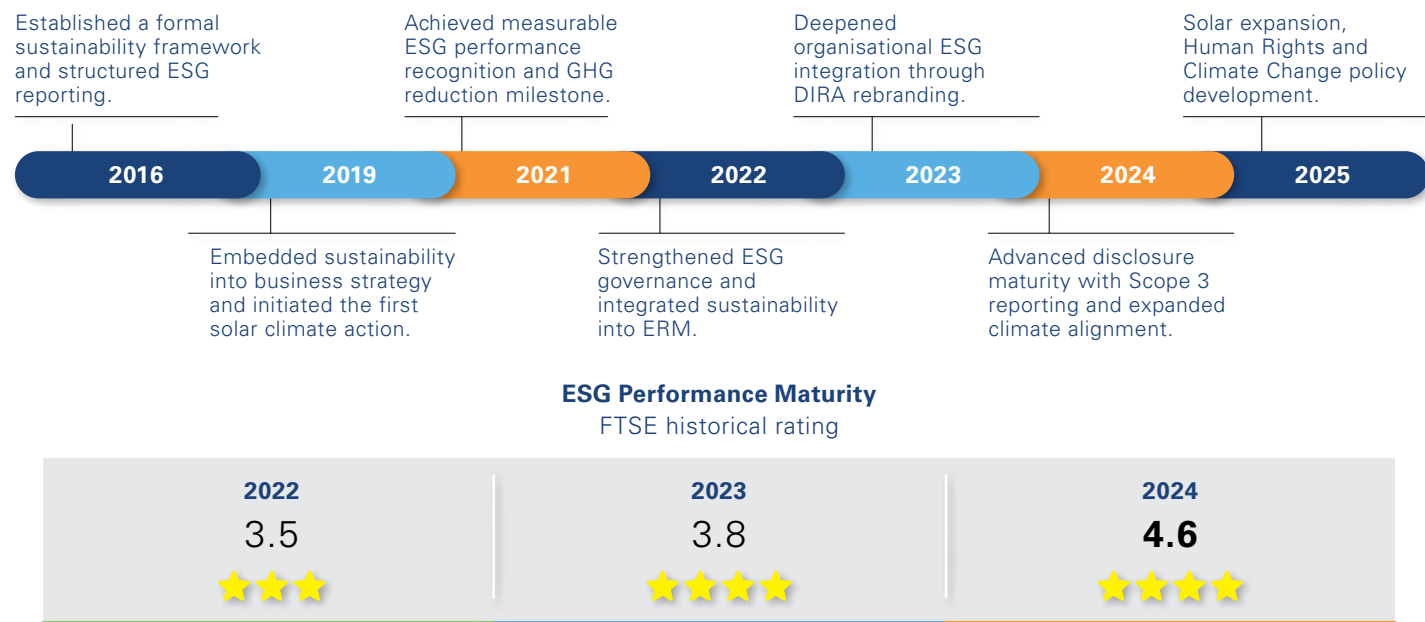 Established a formal
sustainability framework
and structured ESG
reporting.
Achieved measurable
ESG performance
recognition and GHG
reduction milestone.
Deepened
organisational ESG
integration through
DIRA rebranding.
Solar expansion,
Human Rights and
Climate Change policy
development.
2016
2019
2021
2022
2023
2024
2025
Embedded sustainability
into business strategy
and initiated the first
solar climate action.
Strengthened ESG
governance and
integrated sustainability
into ERM.
Advanced disclosure
maturity with Scope 3
reporting and expanded
climate alignment.
ESG Performance Maturity
FTSE historical rating
2022
3.5
2023
3.8
2024
4.6